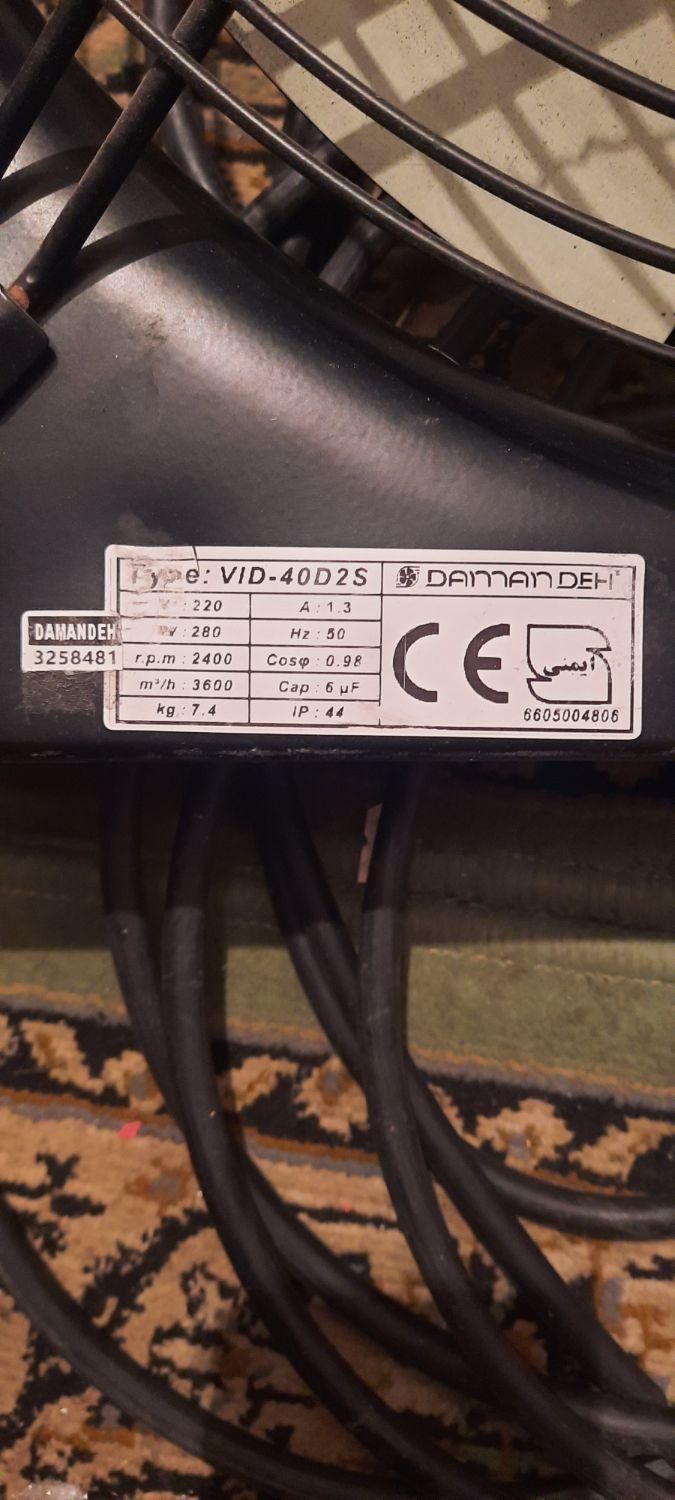 Type: VID-40D2S
DAMANDEH
V : 220
A : 1.3
W : 280
Hz : 50
r.p.m : 2400
Cosφ : 0.98
m³/h : 3600
Cap : 6 µF
kg : 7.4
IP : 44
CE
ایمنی
6605004806
DAMANDEH
3258481